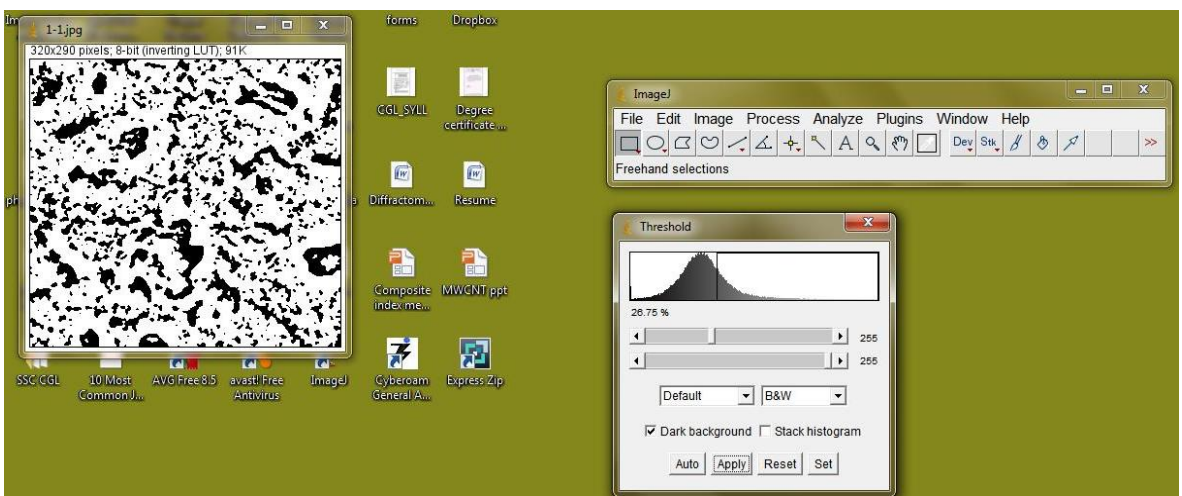 1-1.jpg
320x290 pixels; 8-bit (inverting LUT); 91K
forms
Dropbox
CGL_SYLL
Degree
certificate ...
Diffractom...
Resume
Composite
index me...
MWCNT ppt
SSC CGL
10 Most
Common J...
AVG Free 8.5
avast! Free
Antivirus
ImageJ
Cyberoam
General A...
Express Zip
ImageJ
File Edit Image Process Analyze Plugins Window Help
A Dev Stk >>
Freehand selections
Threshold
26.75 %
255
255
Default B&W
Dark background Stack histogram
Auto Apply Reset Set